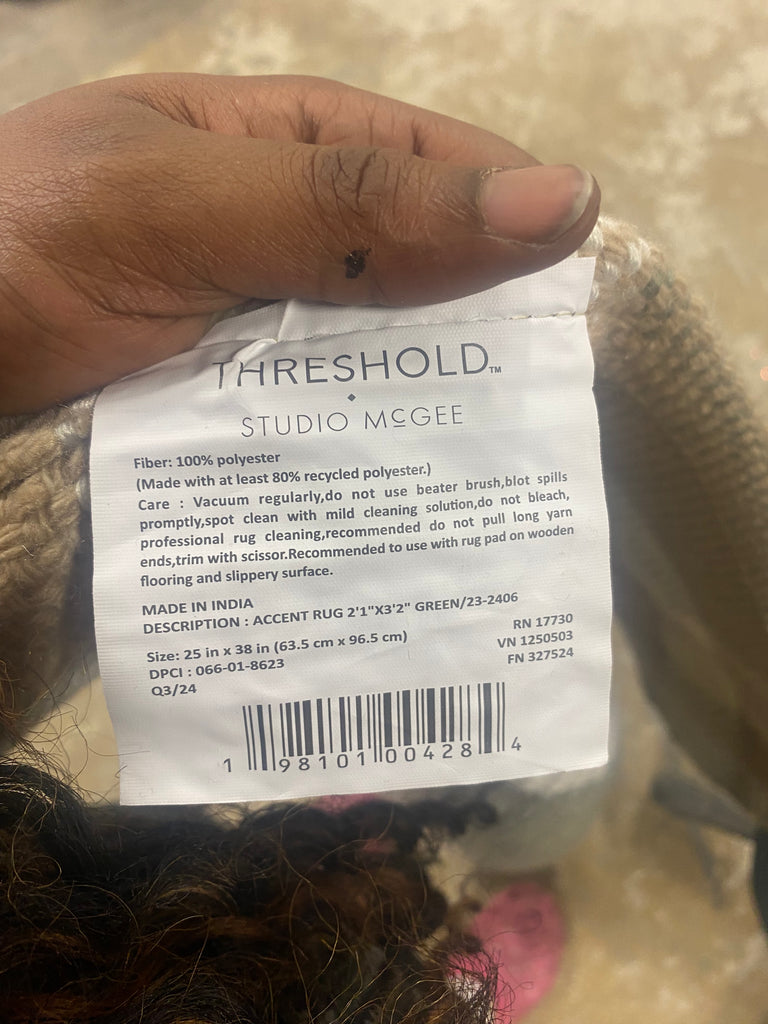 THRESHOLD™
STUDIO McGEE
Fiber: 100% polyester
(Made with at least 80% recycled polyester.)
Care : Vacuum regularly,do not use beater brush,blot spills
promptly,spot clean with mild cleaning solution,do not bleach,
professional rug cleaning,recommended do not pull long yarn
ends,trim with scissor.Recommended to use with rug pad on wooden
flooring and slippery surface.
MADE IN INDIA
DESCRIPTION : ACCENT RUG 2'1"X3'2" GREEN/23-2406
Size: 25 in x 38 in (63.5 cm x 96.5 cm)
DPCI : 066-01-8623
Q3/24
RN 17730
VN 1250503
FN 327524
1 98101 00428 4